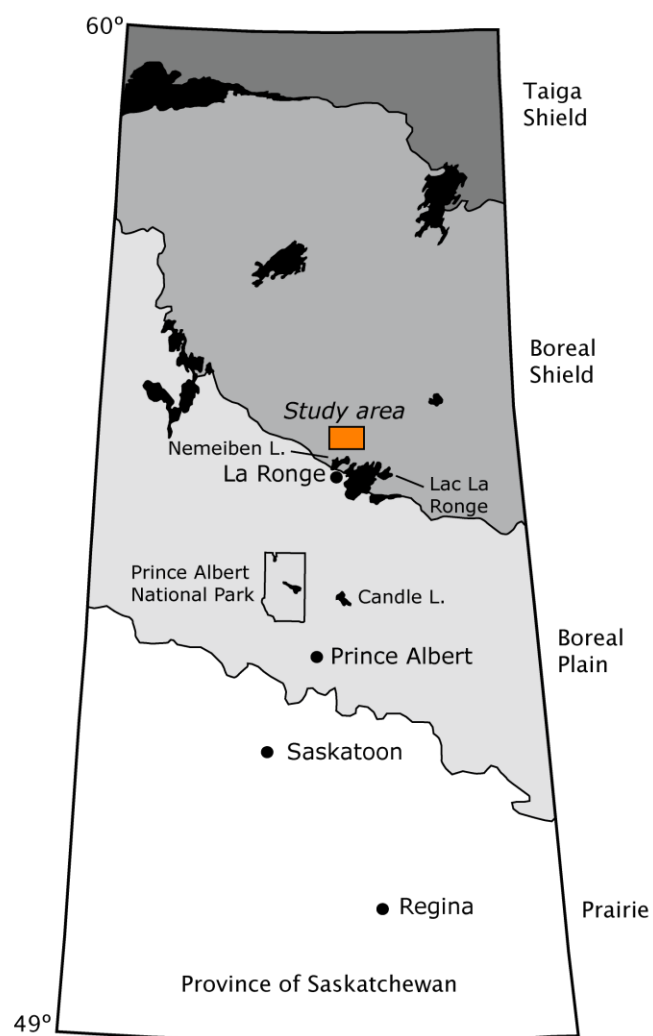 60º
Taiga
Shield
Boreal
Shield
Study area
Nemeiben L.
La Ronge
Lac La
Ronge
Prince Albert
National Park
Candle L.
Boreal
Plain
Prince Albert
Saskatoon
Regina
Prairie
Province of Saskatchewan
49º